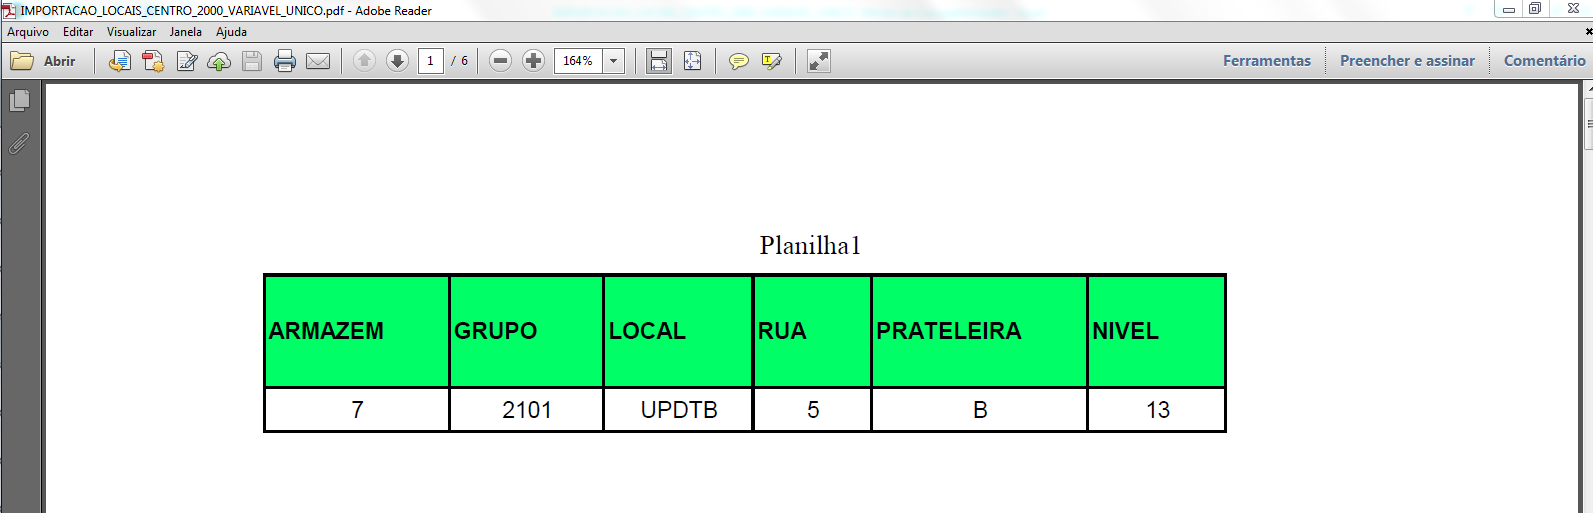 IMPORTACAO_LOCAIS_CENTRO_2000_VARIAVEL_UNICO.pdf - Adobe Reader
Arquivo Editar Visualizar Janela Ajuda
Abrir 1 / 6 164% Ferramentas Preencher e assinar Comentário
Planilha1
ARMAZEM GRUPO LOCAL RUA PRATELEIRA NIVEL
7 2101 UPDTB 5 B 13